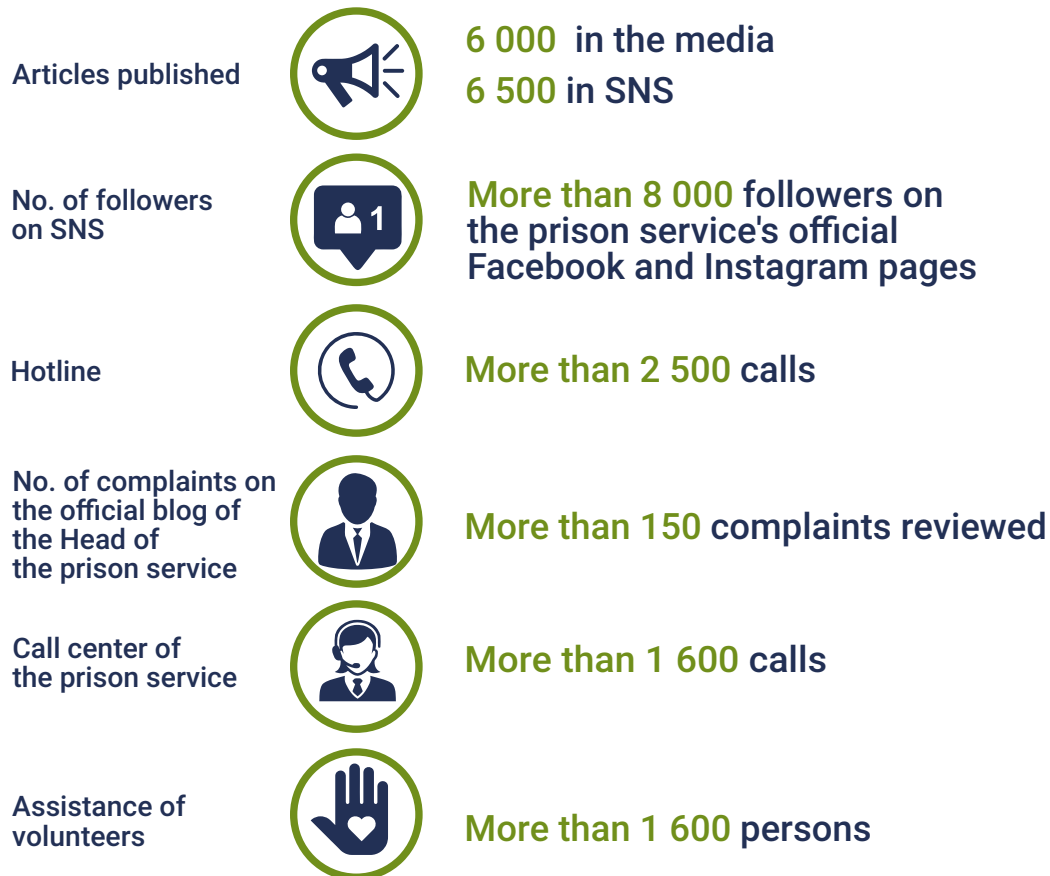 Articles published
6 000 in the media
6 500 in SNS
No. of followers
on SNS
1
More than 8 000 followers on
the prison service's official
Facebook and Instagram pages
Hotline
More than 2 500 calls
No. of complaints on
the official blog of
the Head of
the prison service
More than 150 complaints reviewed
Call center of
the prison service
More than 1 600 calls
Assistance of
volunteers
More than 1 600 persons